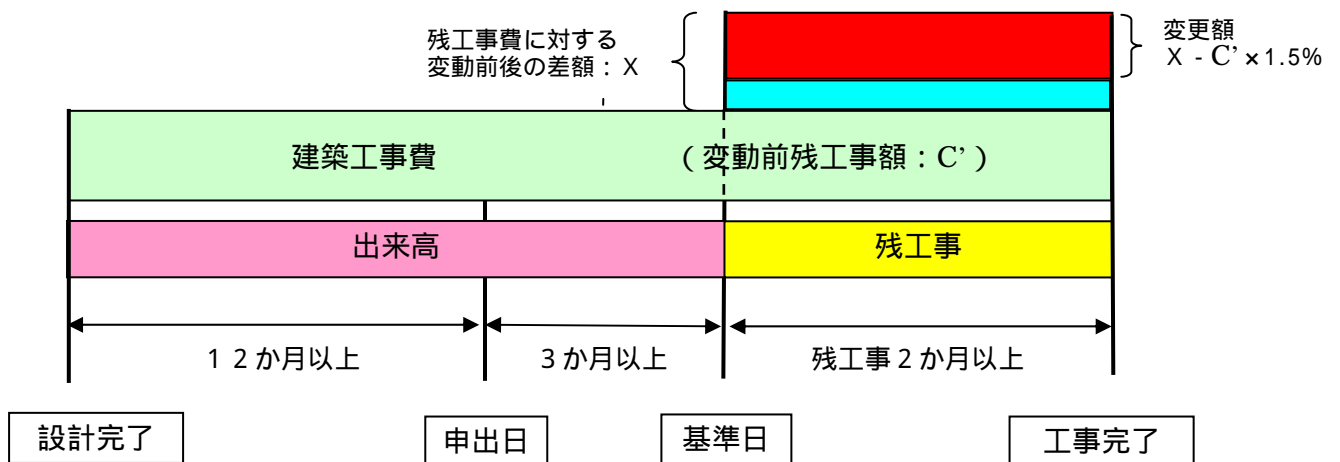 残工事費に対する
変動前後の差額：X
変更額
X - C’×1.5%
建築工事費 （変動前残工事額：C’）
出来高 残工事
１２か月以上 3か月以上 残工事2か月以上
設計完了 申出日 基準日 工事完了